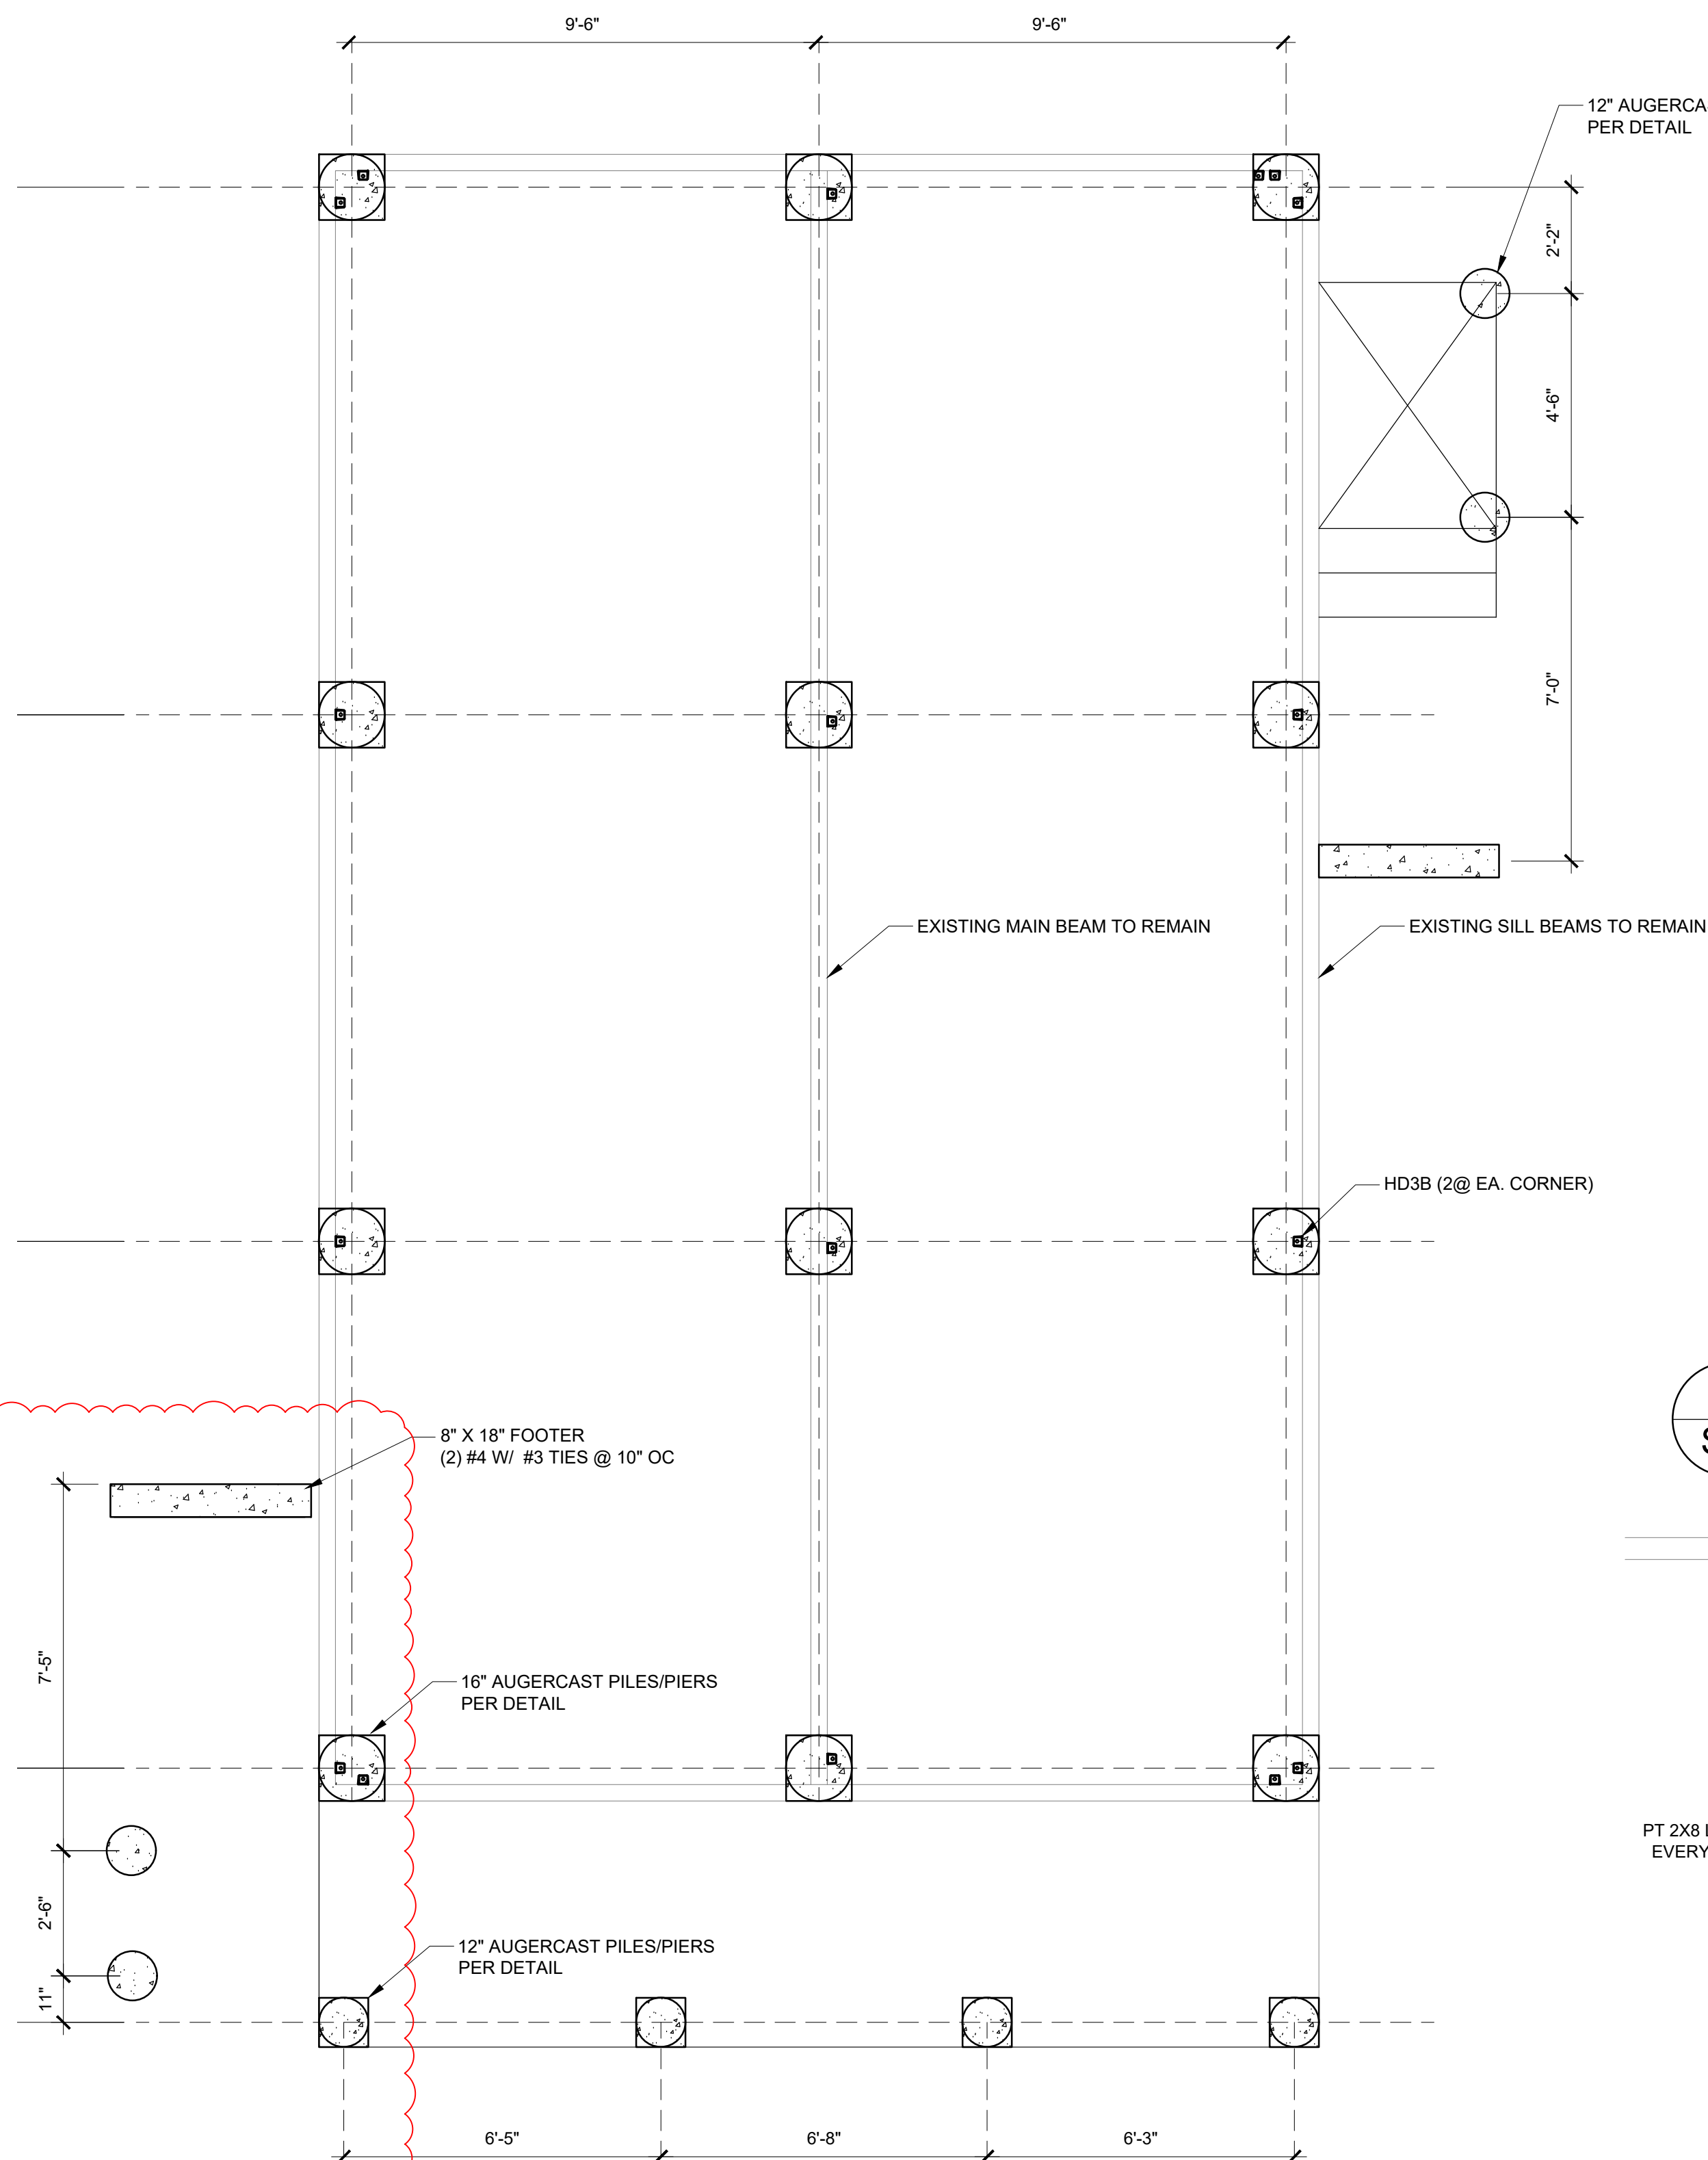 9'-6"
9'-6"
12" AUGERCA
PER DETAIL
2'-2"
4'-6"
7'-0"
EXISTING MAIN BEAM TO REMAIN
EXISTING SILL BEAMS TO REMAIN
HD3B (2@ EA. CORNER)
8" X 18" FOOTER
(2) #4 W/ #3 TIES @ 10" OC
S
7'-5"
16" AUGERCAST PILES/PIERS
PER DETAIL
PT 2X8 L
EVERY
2'-6"
12" AUGERCAST PILES/PIERS
PER DETAIL
11"
6'-5"
6'-8"
6'-3"